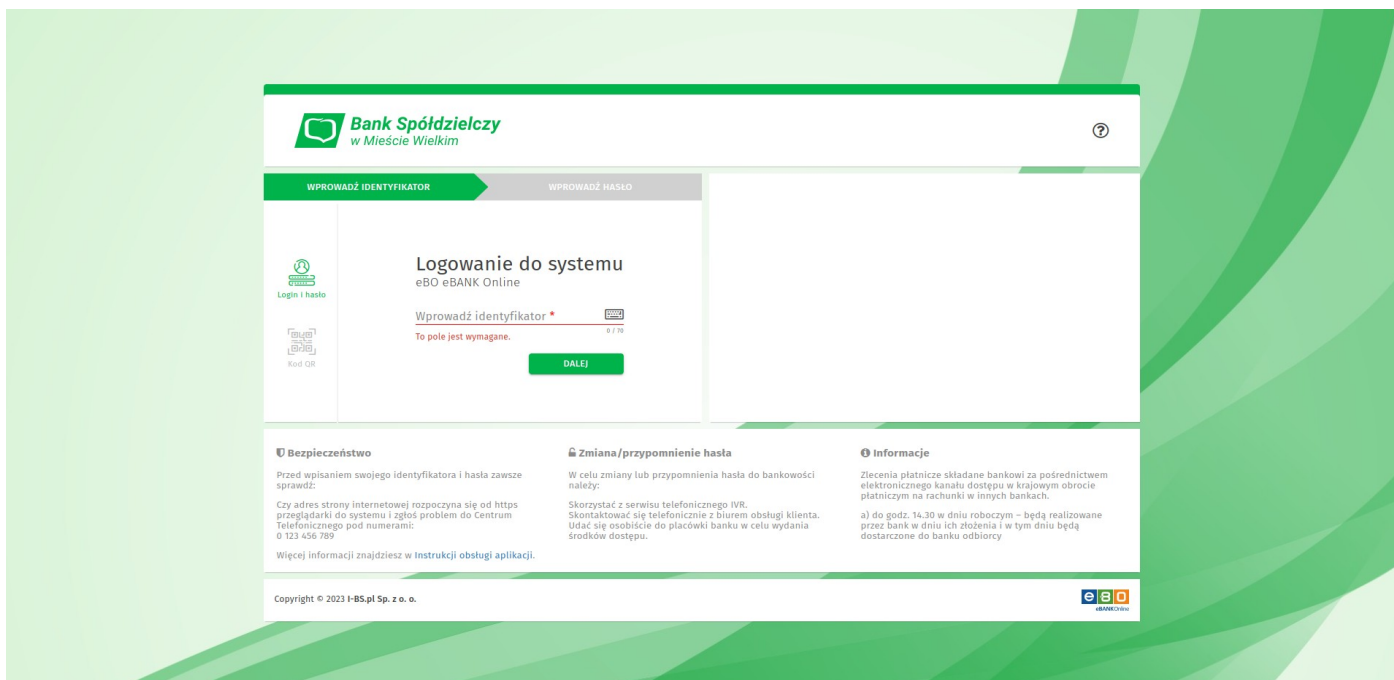 Bank Spółdzielczy
w Mieście Wielkim
WPROWADŹ IDENTYFIKATOR
WPROWADŹ HASŁO
Login i hasło
Kod QR
Logowanie do systemu
eBO eBANK Online
Wprowadź identyfikator *
To pole jest wymagane.
0 / 70
DALEJ
Bezpieczeństwo
Przed wpisaniem swojego identyfikatora i hasła zawsze
sprawdź:
Czy adres strony internetowej rozpoczyna się od https
przeglądarki do systemu i zgłoś problem do Centrum
Telefonicznego pod numerami:
0 123 456 789
Więcej informacji znajdziesz w Instrukcji obsługi aplikacji.
Zmiana/przypomnienie hasła
W celu zmiany lub przypomnienia hasła do bankowości
należy:
Skorzystać z serwisu telefonicznego IVR.
Skontaktować się telefonicznie z biurem obsługi klienta.
Udać się osobiście do placówki banku w celu wydania
środków dostępu.
Informacje
Zlecenia płatnicze składane bankowi za pośrednictwem
elektronicznego kanału dostępu w krajowym obrocie
płatniczym na rachunki w innych bankach.
a) do godz. 14.30 w dniu roboczym – będą realizowane
przez bank w dniu ich złożenia i w tym dniu będą
dostarczone do banku odbiorcy
Copyright © 2023 I-BS.pl Sp. z o. o.
eBO
eBANK Online